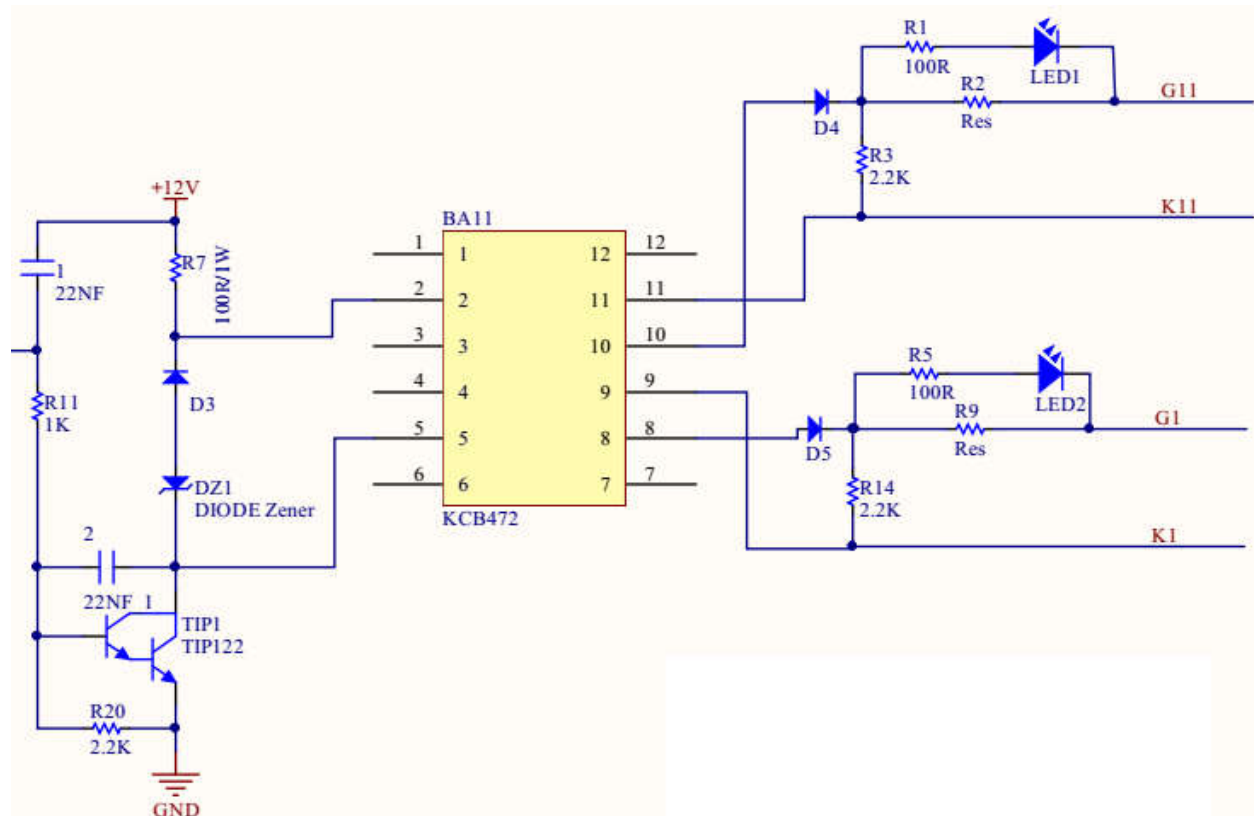 R1
100R
LED1
G11
R2
Res
D4
R3
2.2K
K11
+12V
BA11
1
1
12
12
R7
100R/1W
1
22NF
2
2
11
11
3
3
10
10
D3
4
4
9
9
R11
1K
R5
100R
LED2
G1
R9
Res
5
5
8
8
D5
6
6
7
7
DZ1
DIODE Zener
KCB472
R14
2.2K
K1
2
22NF 1
TIP1
TIP122
R20
2.2K
GND